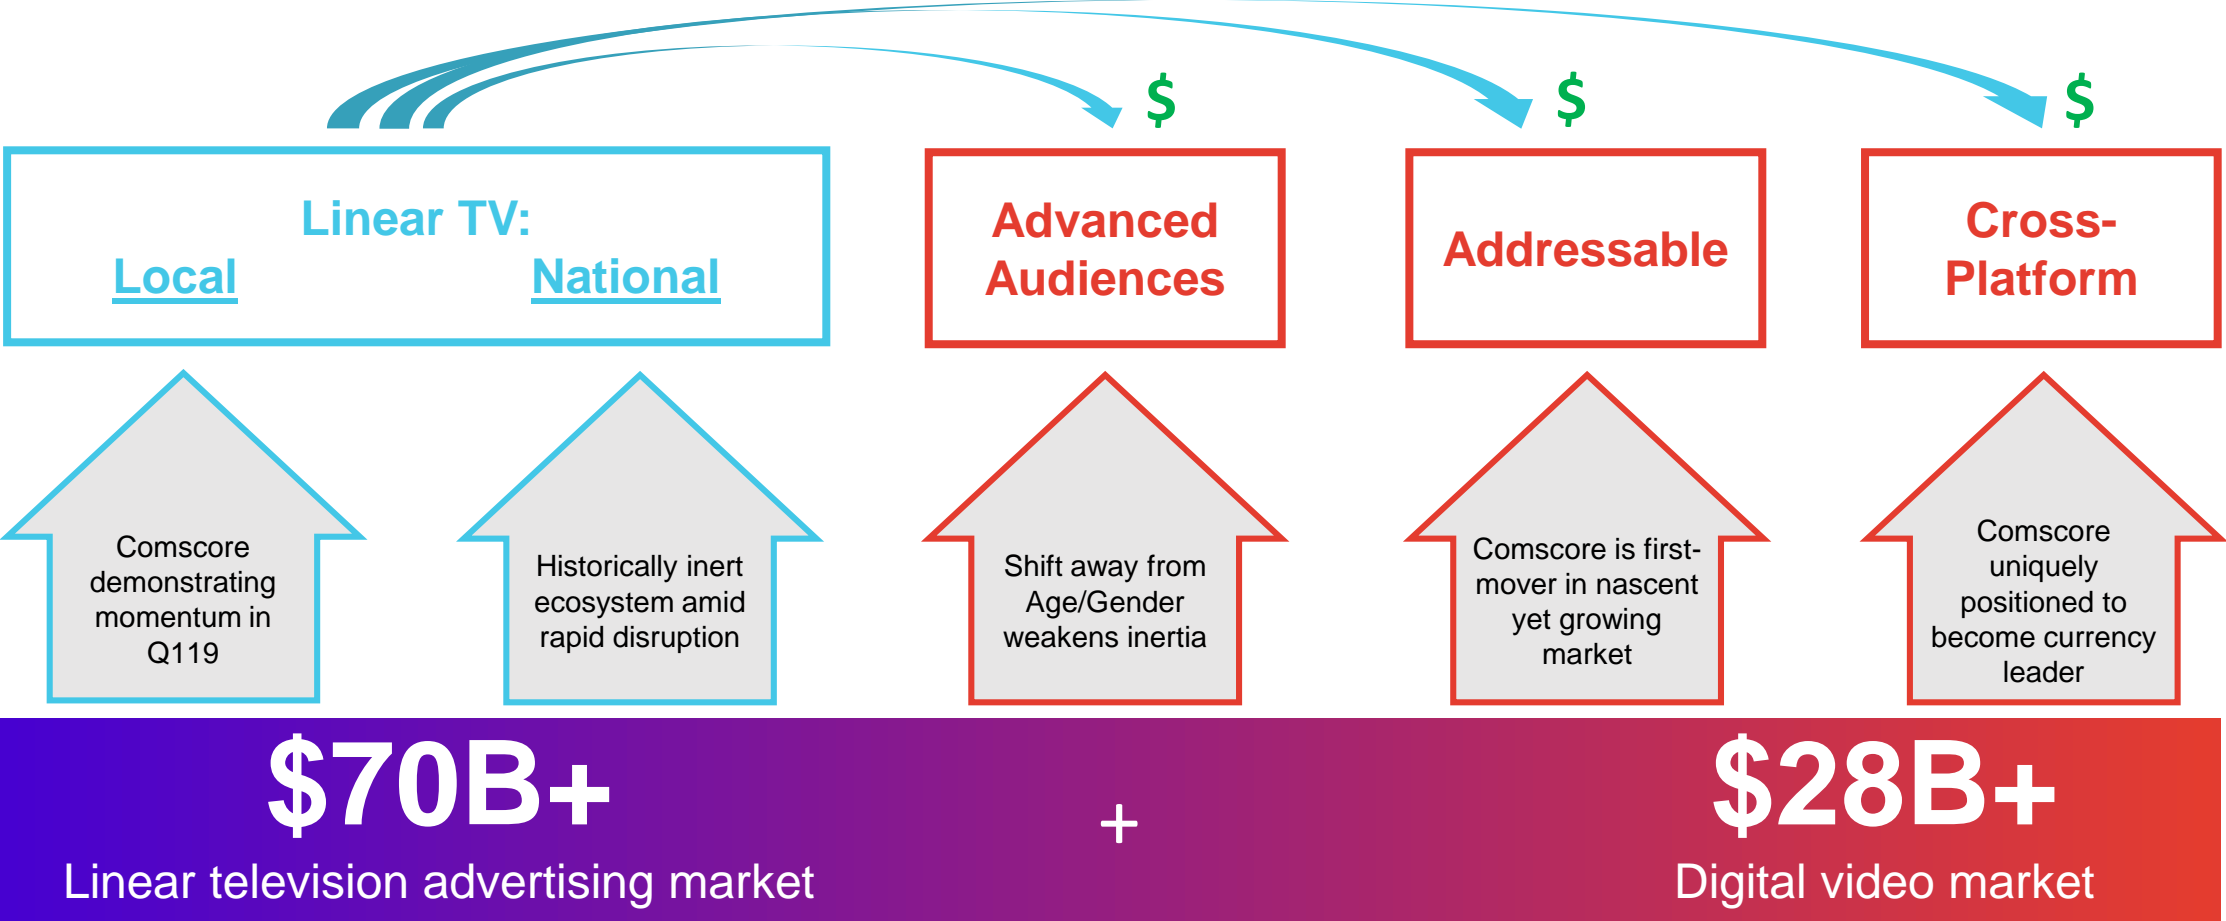 $
$
$
Linear TV:
Local
National
Advanced
Audiences
Addressable
Cross-
Platform
Comscore
demonstrating
momentum in
Q119
Historically inert
ecosystem amid
rapid disruption
Shift away from
Age/Gender
weakens inertia
Comscore is first-
mover in nascent
yet growing
market
Comscore
uniquely
positioned to
become currency
leader
$70B+
Linear television advertising market
+
$28B+
Digital video market